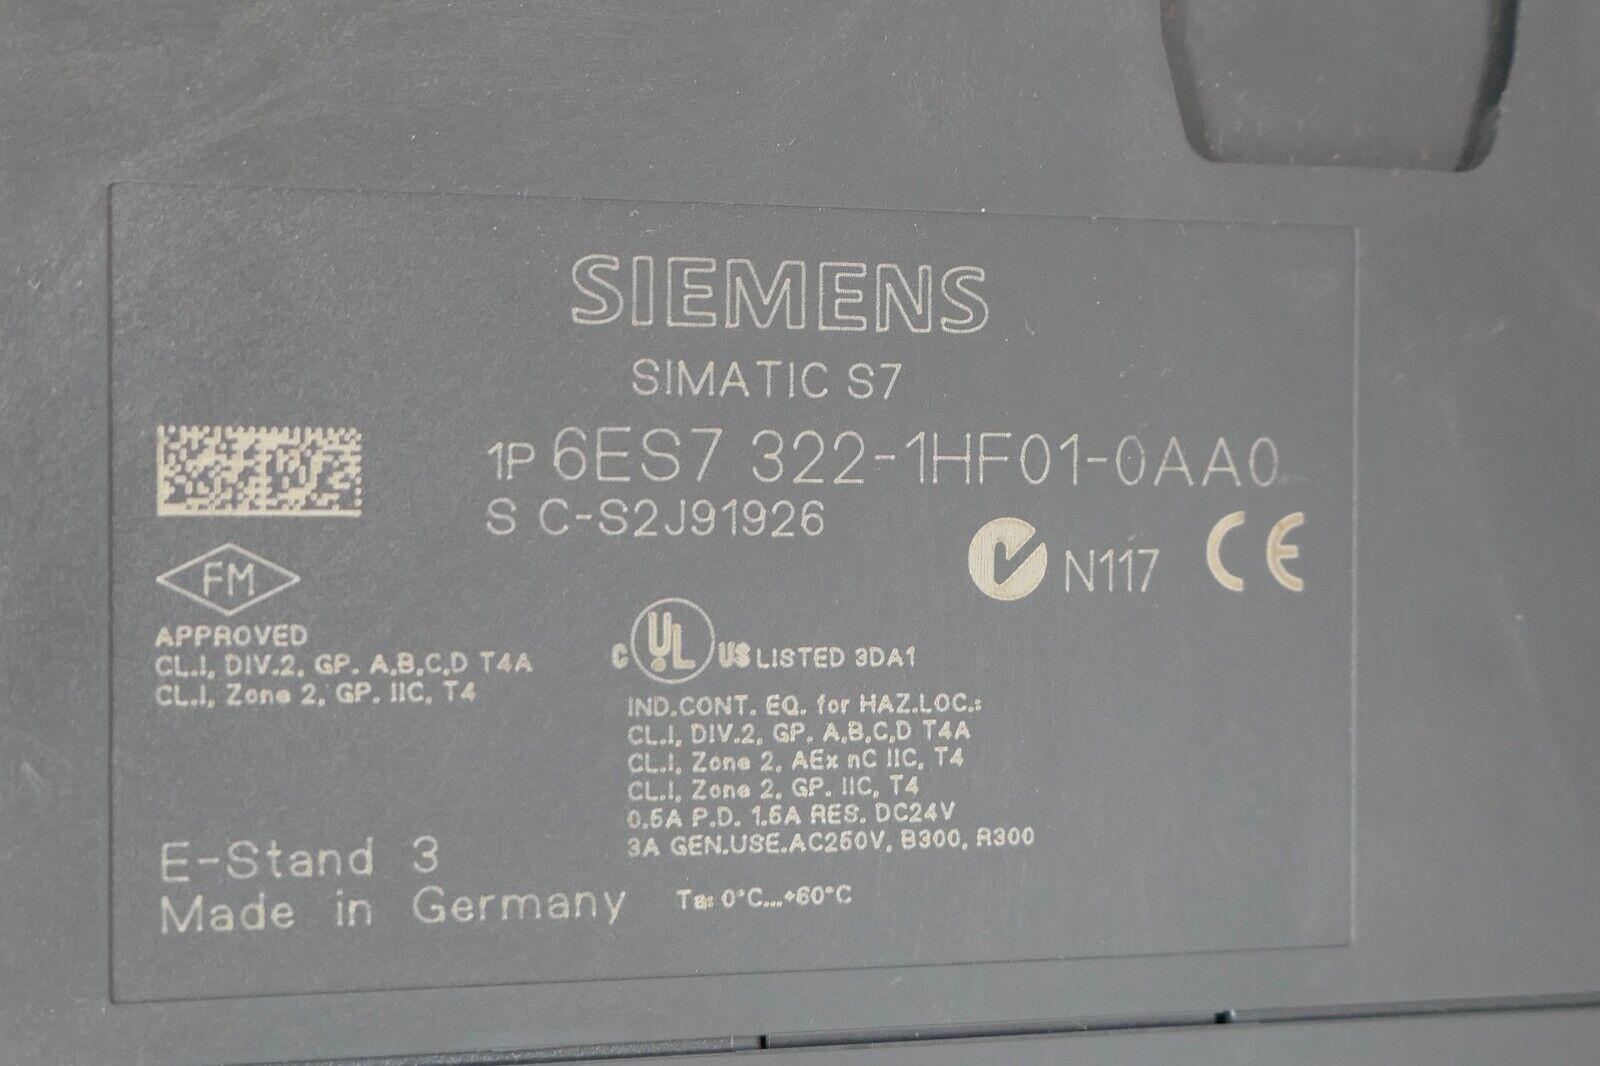 SIEMENS
SIMATIC S7
1P 6ES7 322-1HF01-0AA0
S C-S2J91926
N117 CE
FM
APPROVED
CL.I, DIV.2, GP. A,B,C,D T4A
CL.I, Zone 2, GP. IIC, T4
C UL US LISTED 3DA1
IND.CONT. EQ. for HAZ.LOC.:
CL.I, DIV.2, GP. A,B,C,D T4A
CL.I, Zone 2, AEx nC IIC, T4
CL.I, Zone 2, GP. IIC, T4
0.5A P.D. 1.5A RES. DC24V
3A GEN.USE.AC250V, B300, R300
E-Stand 3
Made in Germany
Ta: 0°C...+60°C